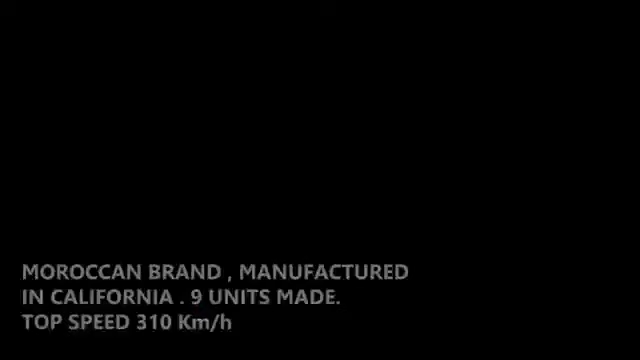 MOROCCAN BRAND , MANUFACTURED
IN CALIFORNIA . 9 UNITS MADE.
TOP SPEED 310 Km/h